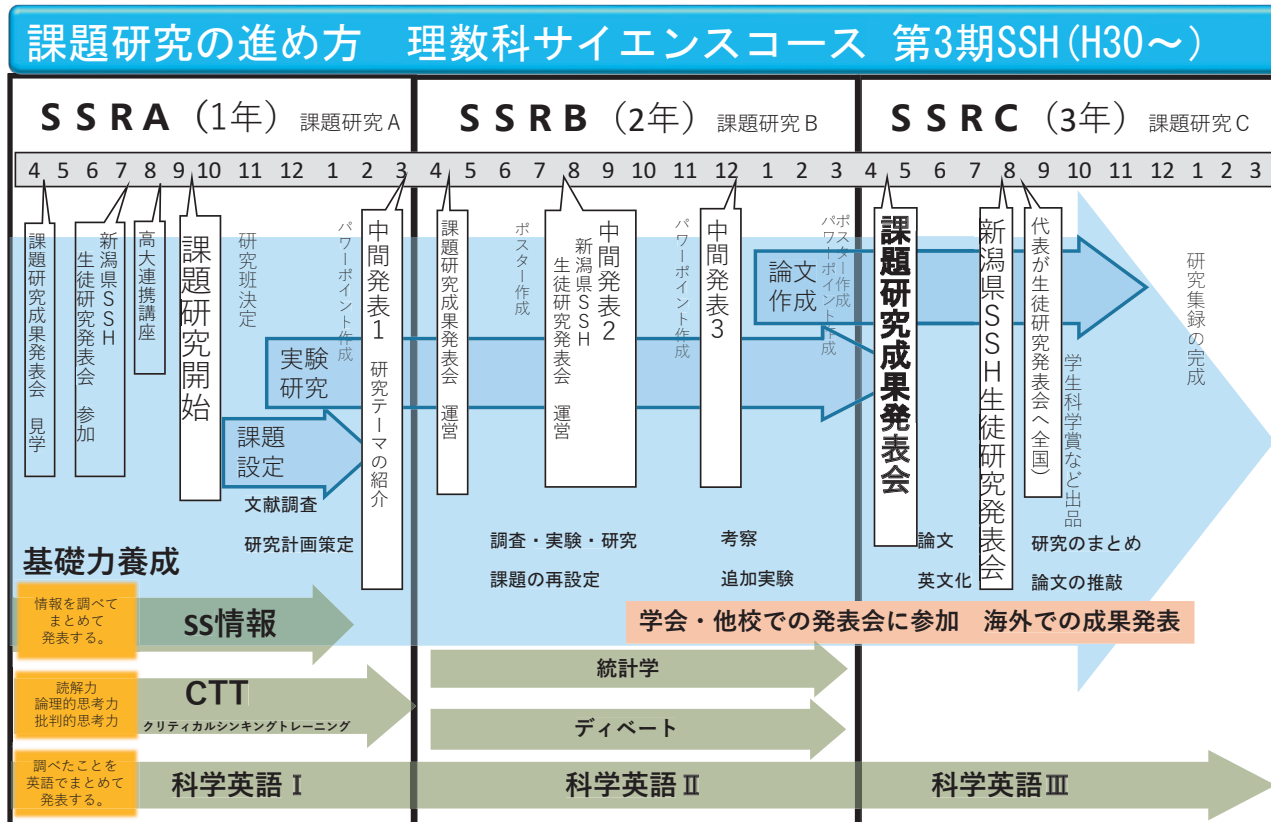 課題研究の進め方　理数科サイエンスコース 第3期SSH(H30～)
SSRA（1年）課題研究A
4 5 6 7 8 9 10 11 12 1 2 3
課題研究成果発表会　見学
新潟県SSH
生徒研究発表会　参加
高大連携講座
課題研究開始
研究班決定
パワーポイント作成
中間発表1　研究テーマの紹介
実験
研究
課題
設定
文献調査
研究計画策定
SSRB（2年）課題研究B
4 5 6 7 8 9 10 11 12 1 2 3
課題研究成果発表会　運営
ポスター作成
中間発表2
新潟県SSH
生徒研究発表会　運営
パワーポイント作成
中間発表3
論文
作成
ポスター作成
パワーポイント作成
調査・実験・研究
課題の再設定
考察
追加実験
SSRC（3年）課題研究C
4 5 6 7 8 9 10 11 12 1 2 3
課題研究成果発表会
新潟県SSH生徒研究発表会
代表が生徒研究発表会へ全国）
学生科学賞など出品
研究集録の完成
論文
英文化
研究のまとめ
論文の推敲
学会・他校での発表会に参加　海外での成果発表
基礎力養成
情報を調べて
まとめて
発表する。
SS情報
読解力
論理的思考力
批判的思考力
CTT
クリティカルシンキングトレーニング
統計学
ディベート
調べたことを
英語でまとめて
発表する。
科学英語Ⅰ
科学英語Ⅱ
科学英語Ⅲ